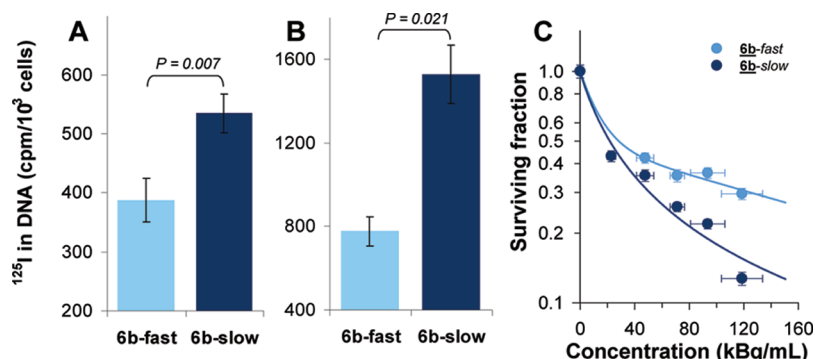 A
B
C
¹²⁵I in DNA (cpm/10³ cells)
P = 0.007
600
500
400
300
200
6b-fast 6b-slow
P = 0.021
1600
1200
800
400
6b-fast 6b-slow
6b-fast
6b-slow
Surviving fraction
1.0
0.8
0.5
0.4
0.3
0.2
0.1
0 40 80 120 160
Concentration (kBq/mL)